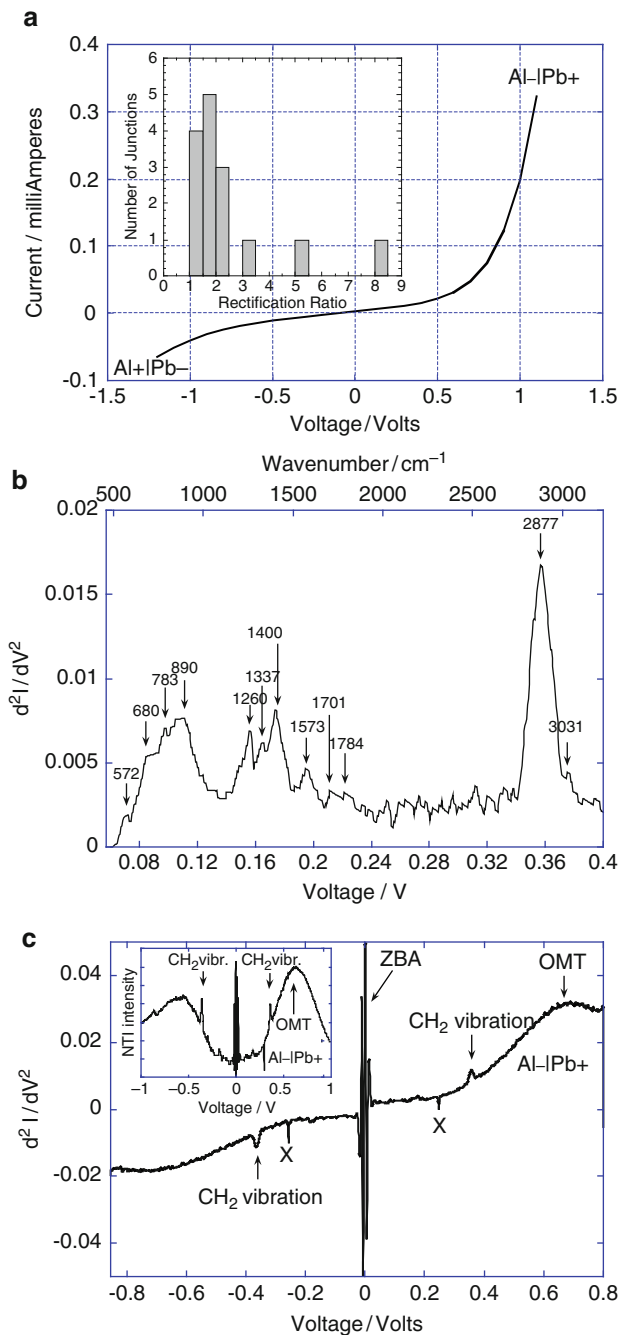 a
0.4
0.3
0.2
0.1
0
-0.1
Current / milliAmperes
-1.5
-1
-0.5
0
0.5
1
1.5
Voltage/Volts
Al–|Pb+
Al+|Pb–
6
5
4
3
2
1
0
Number of Junctions
0 1 2 3 4 5 6 7 8 9
Rectification Ratio
b
Wavenumber/cm⁻¹
500 1000 1500 1700 2000 2500 3000
0.02
0.015
0.01
0.005
0
d²I/dV²
572
680
783
890
1260
1337
1400
1573
1701
1784
2877
3031
0.08 0.12 0.16 0.2 0.24 0.28 0.32 0.36 0.4
Voltage / V
c
0.04
0.02
0
-0.02
-0.04
d²I/dV²
CH₂vibr.
CH₂vibr.
NTI intensity
OMT
Al–|Pb+
–1 –0.5 0 0.5 1
Voltage / V
ZBA
OMT
CH₂ vibration
Al–|Pb+
X
X
CH₂ vibration
-0.8 -0.6 -0.4 -0.2 0 0.2 0.4 0.6 0.8
Voltage/Volts